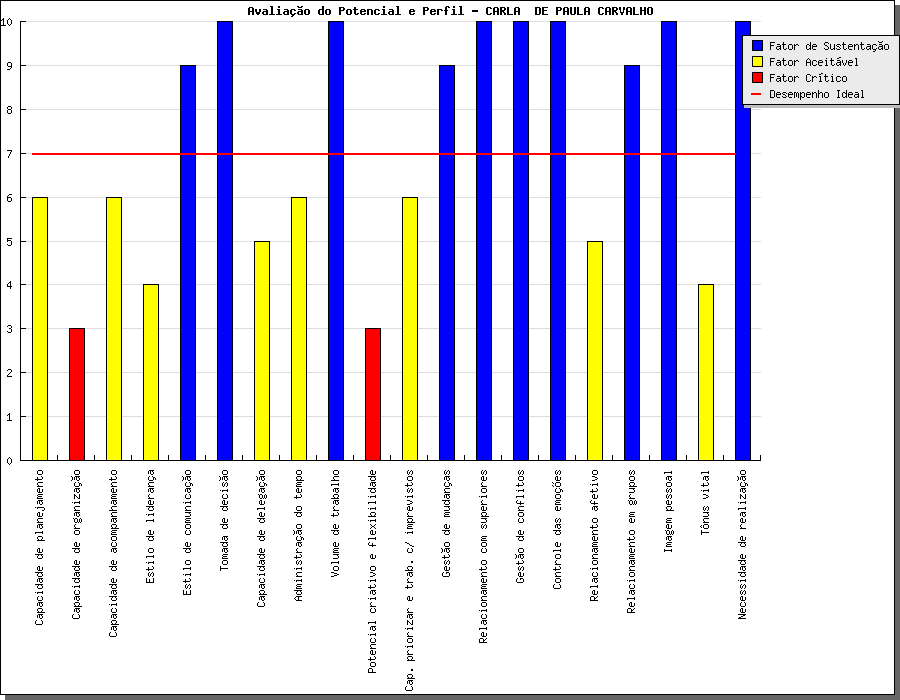 Avaliação do Potencial e Perfil - CARLA  DE PAULA CARVALHO
Fator de Sustentação
Fator Aceitável
Fator Crítico
Desempenho Ideal
10
9
8
7
6
5
4
3
2
1
0
Capacidade de planejamento
Capacidade de organização
Capacidade de acompanhamento
Estilo de liderança
Estilo de comunicação
Tomada de decisão
Capacidade de delegação
Administração do tempo
Volume de trabalho
Potencial criativo e flexibilidade
Cap. priorizar e trab. c/ imprevistos
Gestão de mudanças
Relacionamento com superiores
Gestão de conflitos
Controle das emoções
Relacionamento afetivo
Relacionamento em grupos
Imagem pessoal
Tônus vital
Necessidade de realização